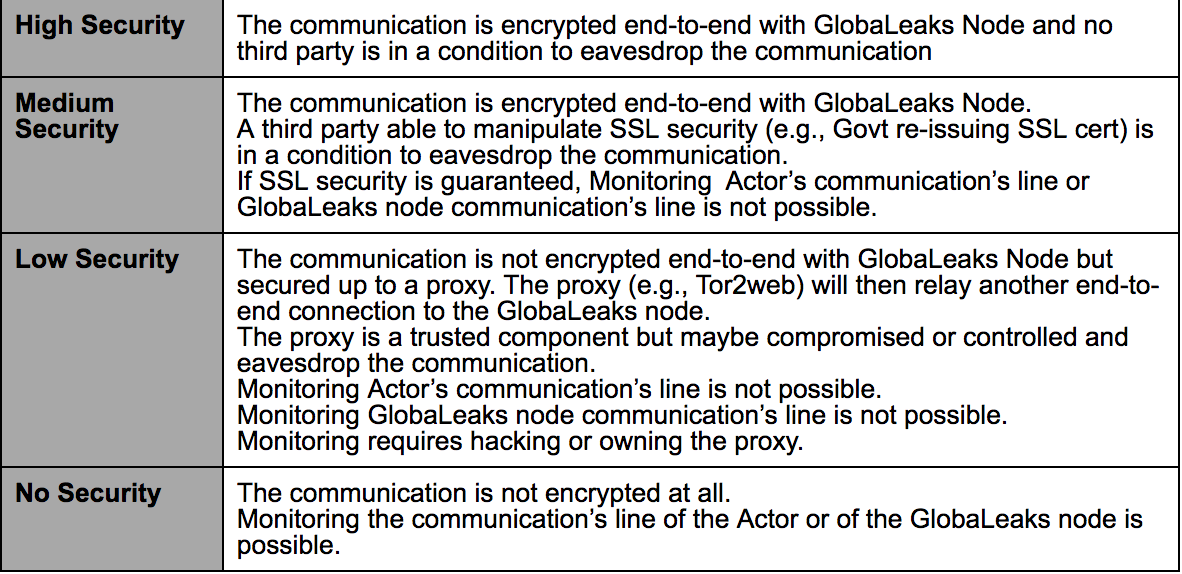 High Security
The communication is encrypted end-to-end with GlobaLeaks Node and no
third party is in a condition to eavesdrop the communication
Medium
Security
The communication is encrypted end-to-end with GlobaLeaks Node.
A third party able to manipulate SSL security (e.g., Govt re-issuing SSL cert) is
in a condition to eavesdrop the communication.
If SSL security is guaranteed, Monitoring  Actor’s communication’s line or
GlobaLeaks node communication’s line is not possible.
Low Security
The communication is not encrypted end-to-end with GlobaLeaks Node but
secured up to a proxy. The proxy (e.g., Tor2web) will then relay another end-to-
end connection to the GlobaLeaks node.
The proxy is a trusted component but maybe compromised or controlled and
eavesdrop the communication.
Monitoring Actor’s communication’s line is not possible.
Monitoring GlobaLeaks node communication’s line is not possible.
Monitoring requires hacking or owning the proxy.
No Security
The communication is not encrypted at all.
Monitoring the communication’s line of the Actor or of the GlobaLeaks node is
possible.